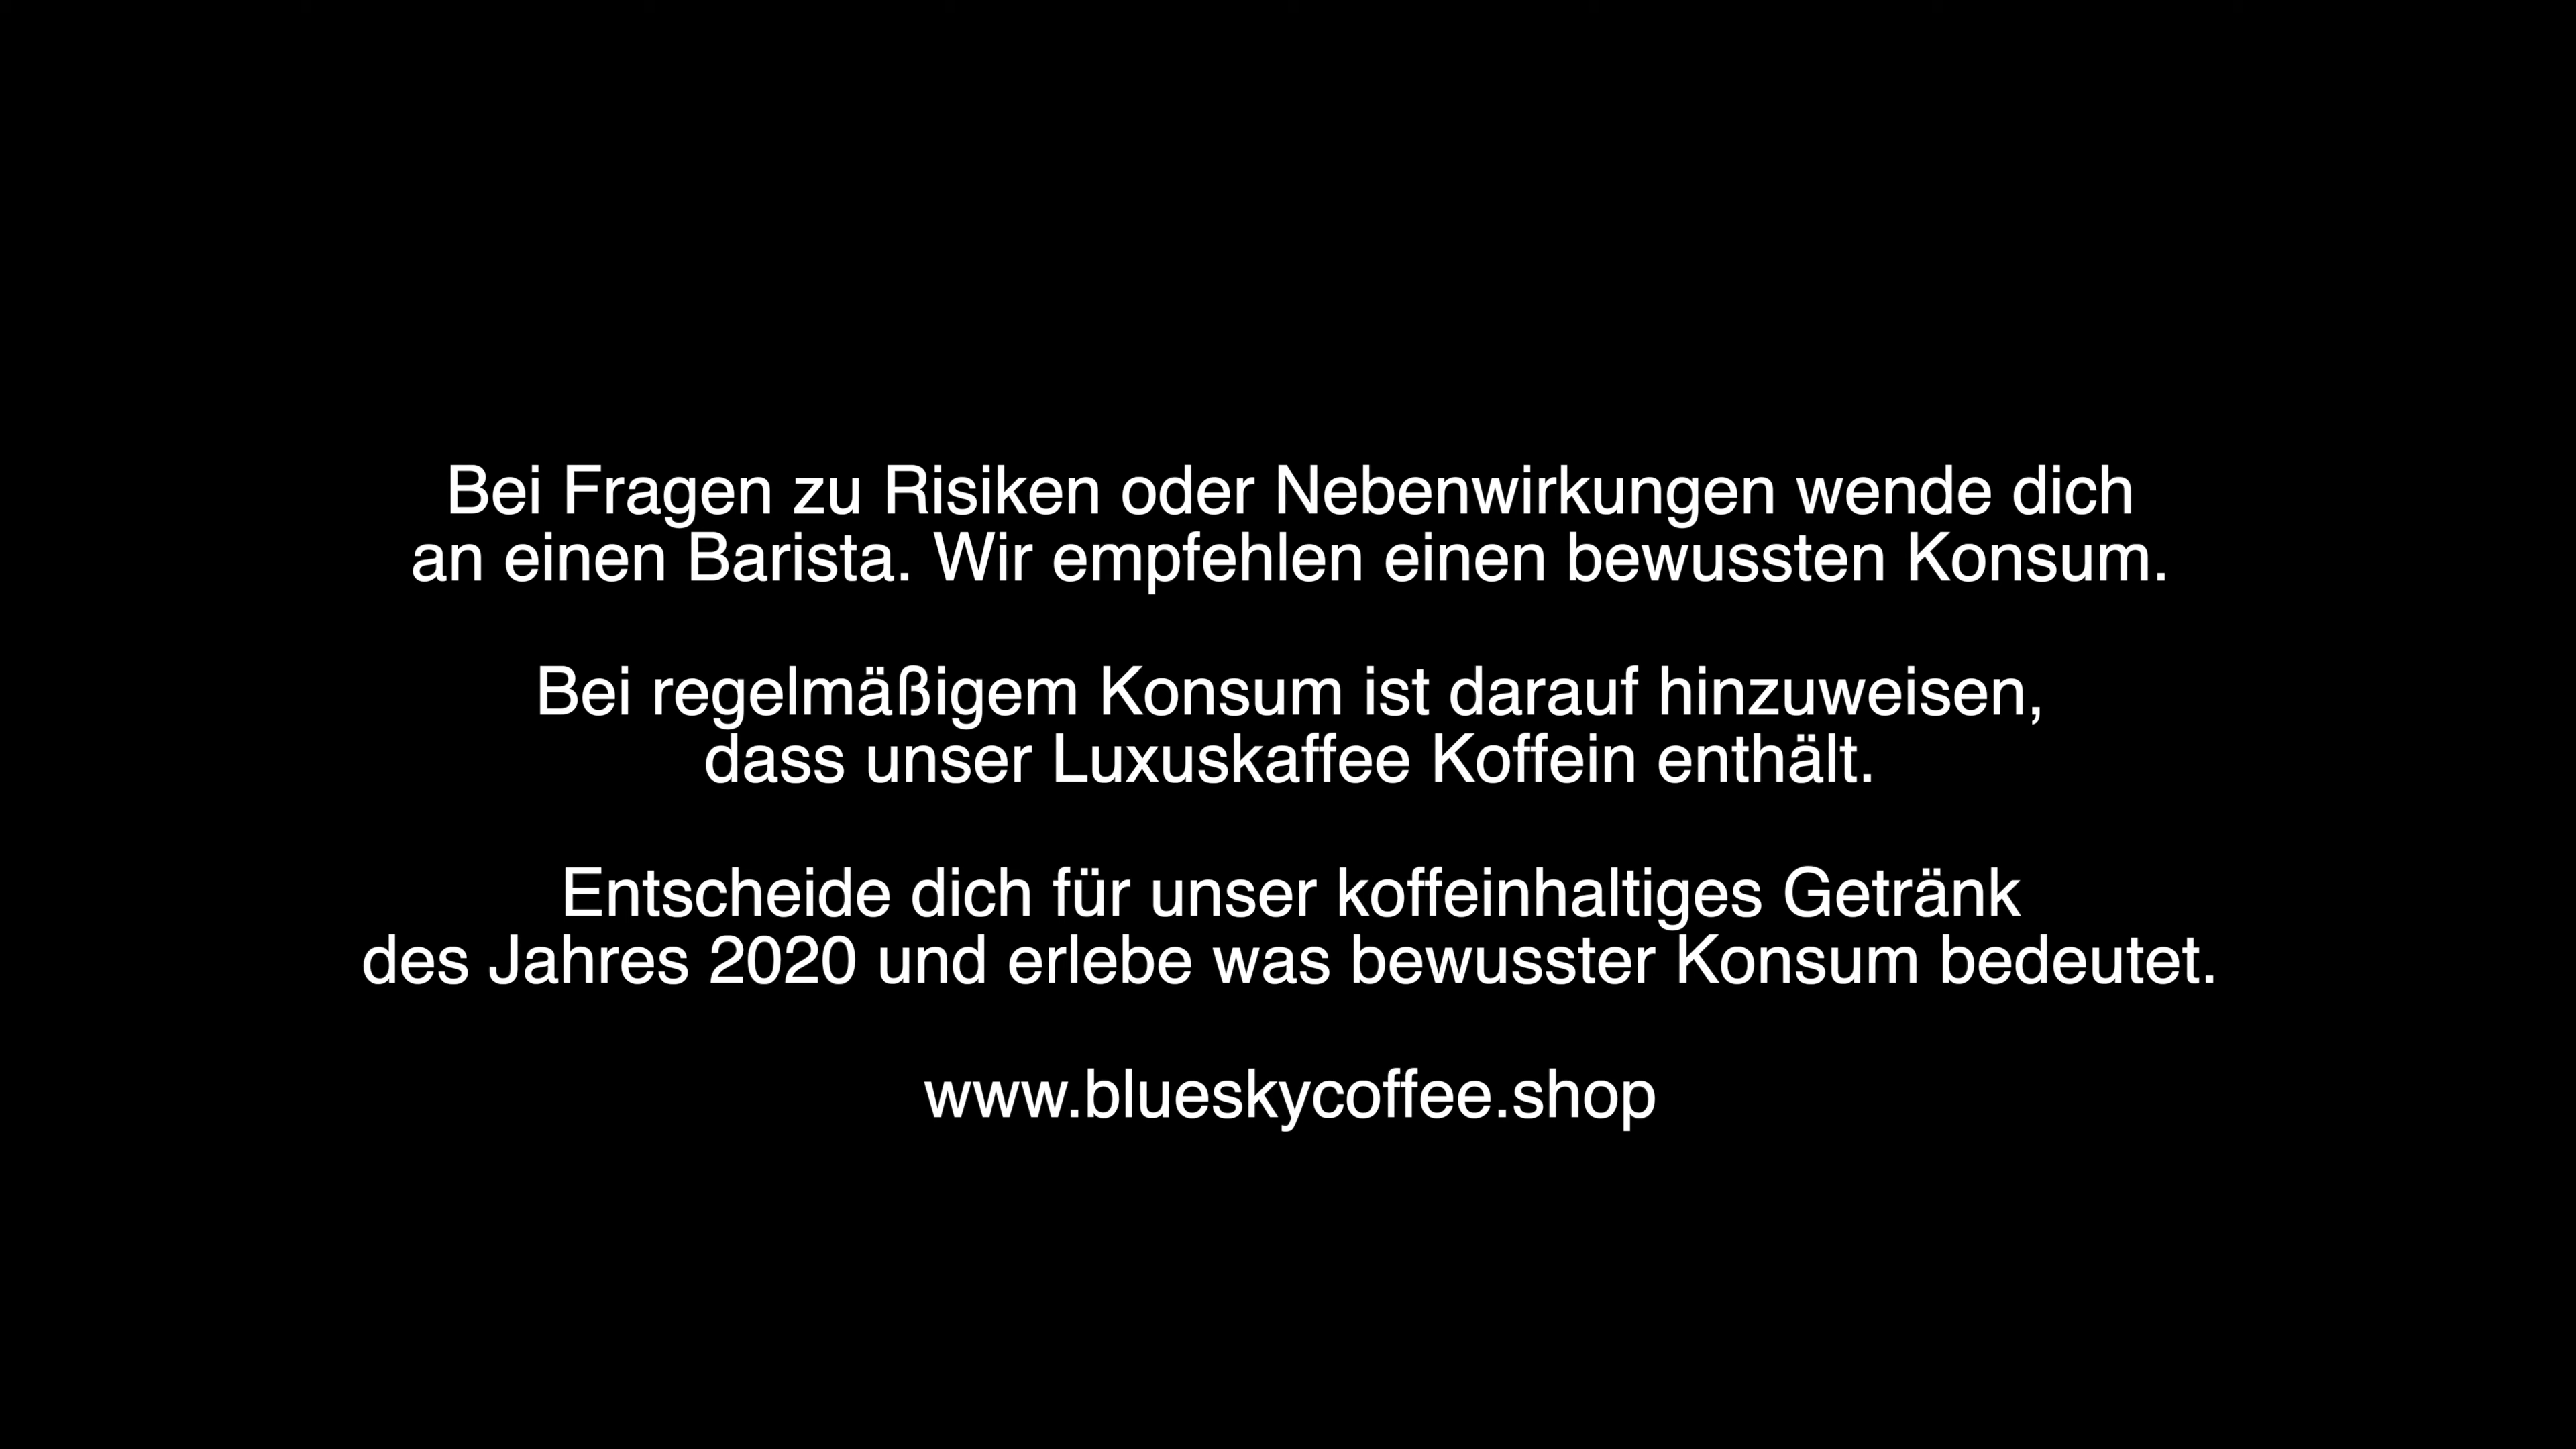 Bei Fragen zu Risiken oder Nebenwirkungen wende dich
an einen Barista. Wir empfehlen einen bewussten Konsum.
Bei regelmäßigem Konsum ist darauf hinzuweisen,
dass unser Luxuskaffee Koffein enthält.
Entscheide dich für unser koffeinhaltiges Getränk
des Jahres 2020 und erlebe was bewusster Konsum bedeutet.
www.blueskycoffee.shop